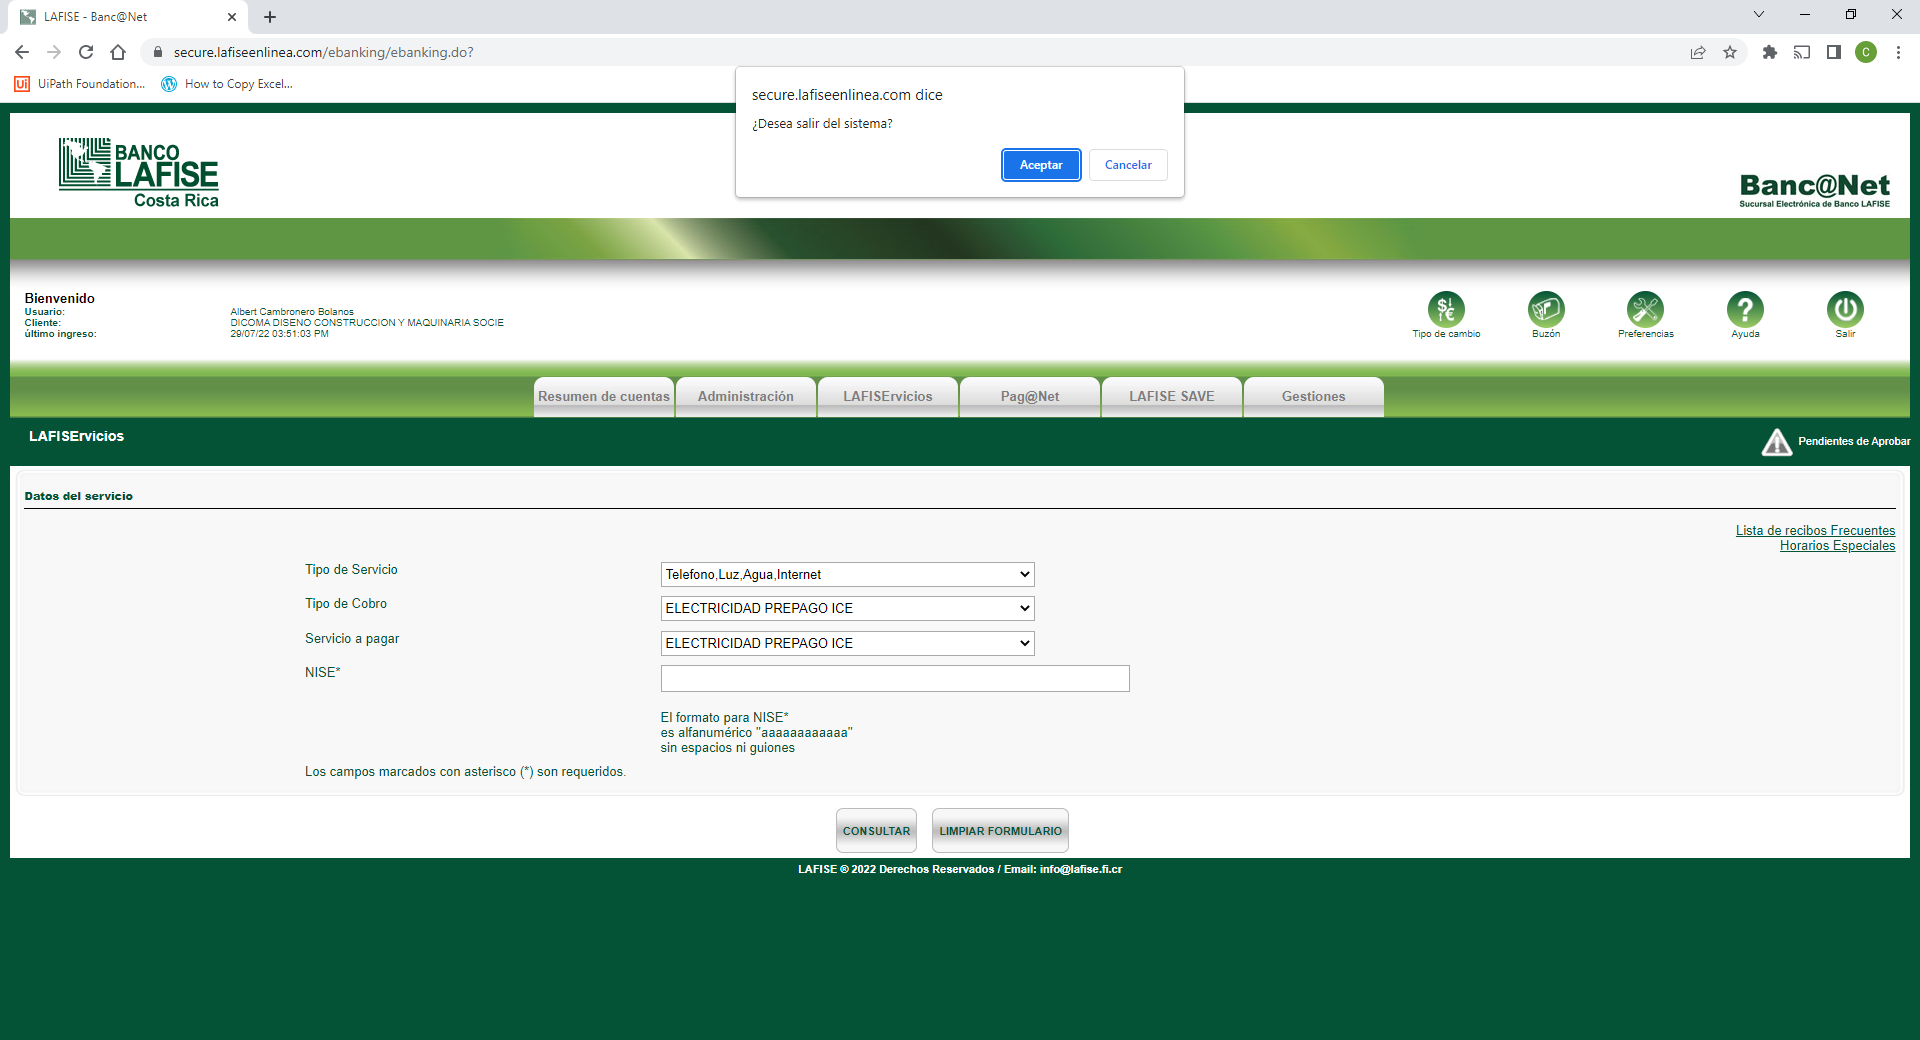 LAFISE - Banc@Net
secure.lafiseenlinea.com/ebanking/ebanking.do?
C
Ui UiPath Foundation...
How to Copy Excel...
secure.lafiseenlinea.com dice
¿Desea salir del sistema?
Aceptar
Cancelar
BANCO
LAFISE
Costa Rica
Banc@Net
Sucursal Electrónica de Banco LAFISE
Bienvenido
Usuario: Albert Cambronero Bolanos
Cliente: DICOMA DISENO CONSTRUCCION Y MAQUINARIA SOCIE
último ingreso: 29/07/22 03:51:03 PM
Tipo de cambio
Buzón
Preferencias
Ayuda
Salir
Resumen de cuentas
Administración
LAFISErvicios
Pag@Net
LAFISE SAVE
Gestiones
LAFISErvicios
Pendientes de Aprobar
Datos del servicio
Lista de recibos Frecuentes
Horarios Especiales
Tipo de Servicio Telefono,Luz,Agua,Internet
Tipo de Cobro ELECTRICIDAD PREPAGO ICE
Servicio a pagar ELECTRICIDAD PREPAGO ICE
NISE*
El formato para NISE*
es alfanumérico "aaaaaaaaaaaa"
sin espacios ni guiones
Los campos marcados con asterisco (*) son requeridos.
CONSULTAR
LIMPIAR FORMULARIO
LAFISE ® 2022 Derechos Reservados / Email: info@lafise.fi.cr